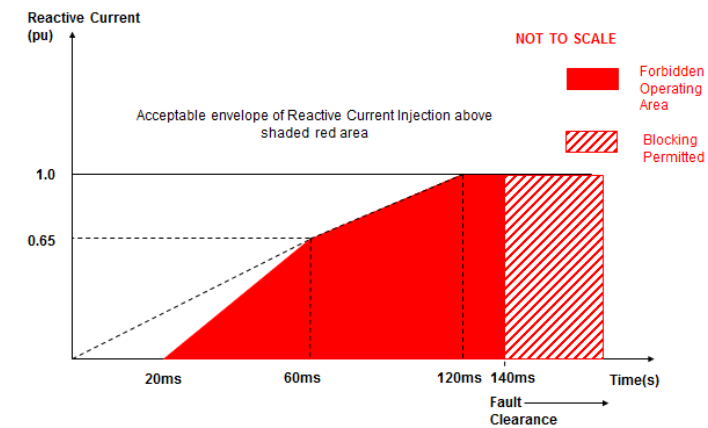 Reactive Current
(pu)
NOT TO SCALE
Forbidden
Operating
Area
Acceptable envelope of Reactive Current Injection above
shaded red area
Blocking
Permitted
1.0
0.65
20ms
60ms
120ms
140ms
Time(s)
Fault
Clearance